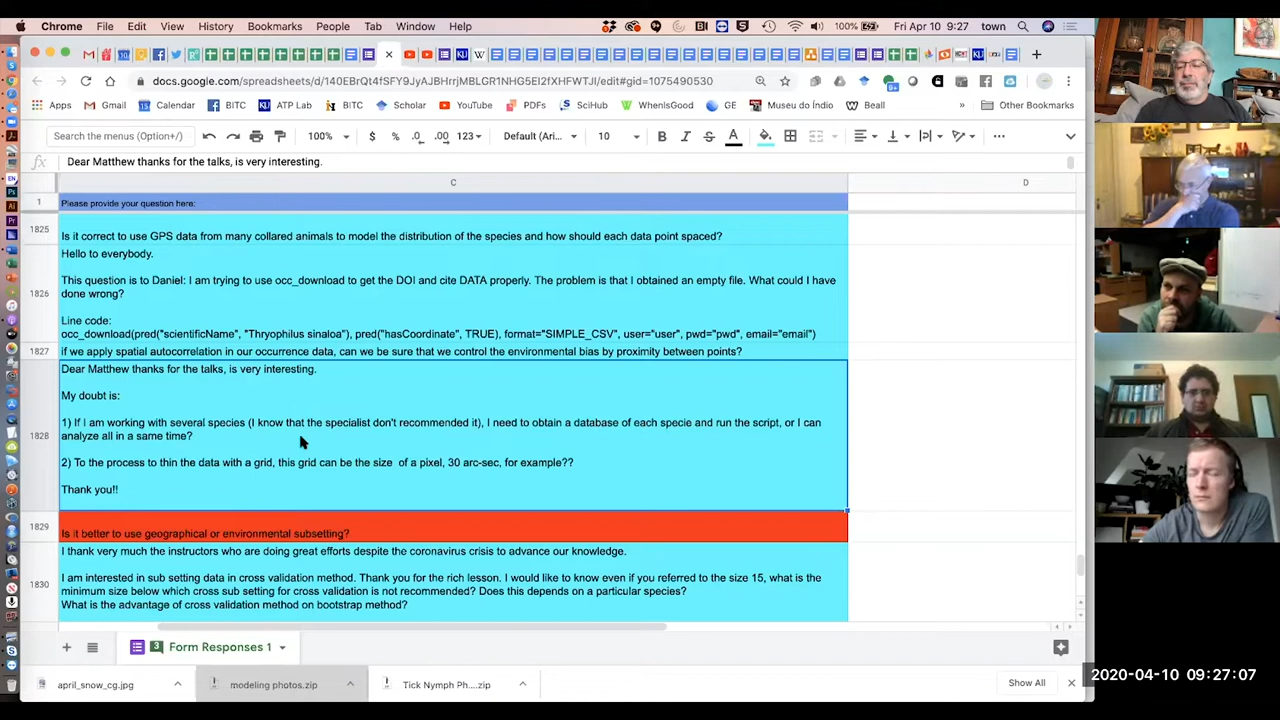 Chrome File Edit View History Bookmarks People Tab Window Help 100% Fri Apr 10 9:27 town
docs.google.com/spreadsheets/d/140EBrQt4fSFY9JyAJBHrrjM8LGRTNHG5EI2fXHFWTJI/edit#gid=1075490530
Apps Gmail Calendar BITC ATP Lab BITC Scholar YouTube PDFs SciHub WhenIsGood GE Museu do Índio Beall » Other Bookmarks
Search the menus (Option+/) 100% $ % .0 .00 123 Default (Ari... 10 B I S A
fx Dear Matthew thanks for the talks, is very interesting.
C D
1 Please provide your question here:
1825 Is it correct to use GPS data from many collared animals to model the distribution of the species and how should each data point spaced?
Hello to everybody.
This question is to Daniel: I am trying to use occ_download to get the DOI and cite DATA properly. The problem is that I obtained an empty file. What could I have
1826
done wrong?
Line code:
occ_download(pred("scientificName", "Thryophilus sinaloa"), pred("hasCoordinate", TRUE), format="SIMPLE_CSV", user="user", pwd="pwd", email="email")
1827 if we apply spatial autocorrelation in our occurrence data, can we be sure that we control the environmental bias by proximity between points?
Dear Matthew thanks for the talks, is very interesting.
My doubt is:
1) If I am working with several species (I know that the specialist don't recommended it), I need to obtain a database of each specie and run the script, or I can
1828 analyze all in a same time?
2) To the process to thin the data with a grid, this grid can be the size of a pixel, 30 arc-sec, for example??
Thank you!!
1829 Is it better to use geographical or environmental subsetting?
I thank very much the instructors who are doing great efforts despite the coronavirus crisis to advance our knowledge.
I am interested in sub setting data in cross validation method. Thank you for the rich lesson. I would like to know even if you referred to the size 15, what is the
1830 minimum size below which cross sub setting for cross validation is not recommended? Does this depends on a particular species?
What is the advantage of cross validation method on bootstrap method?
3 Form Responses 1
april_snow_cg.jpg modeling photos.zip Tick Nymph Ph....zip Show All
2020-04-10 09:27:07